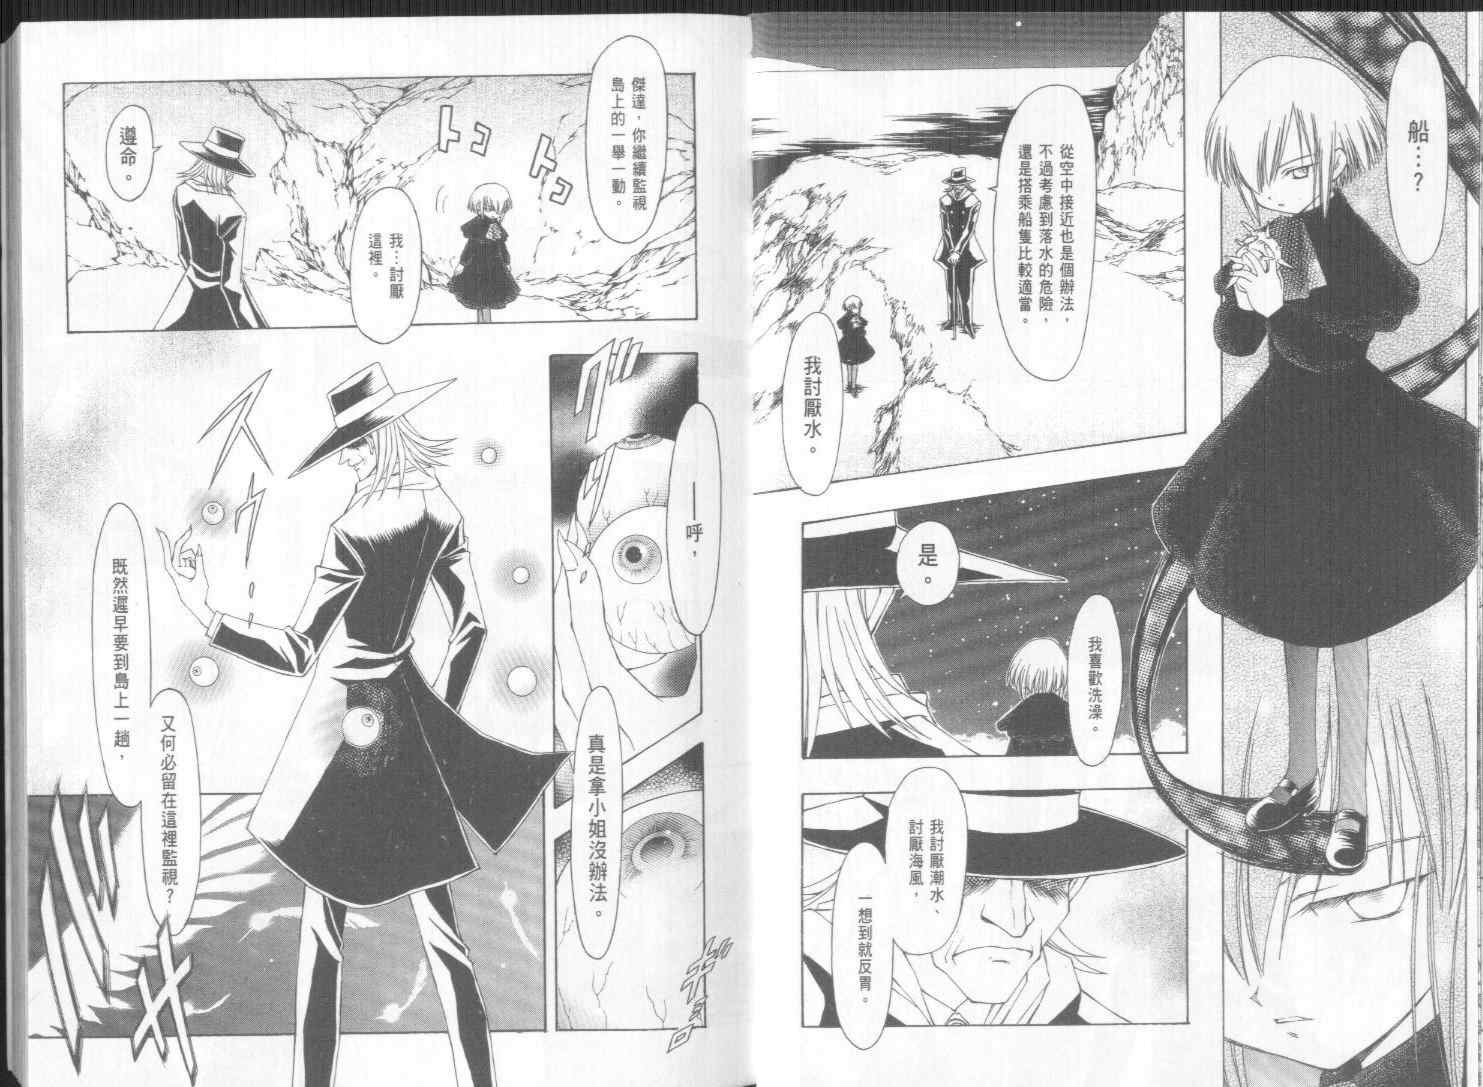 船…？
從空中接近也是個辦法，
不過考慮到落水的危險，
還是搭乘船隻比較適當。
我討厭水。
是。
我喜歡洗澡。
我討厭潮水、
討厭海風，
一想到就反胃。
傑達，你繼續監視
島上的一舉一動。
トコ
トコ
我…討厭
這裡。
遵命。
—呼，
真是拿小姐沒辦法。
既然遲早要到島上一趟，
又何必留在這裡監視？